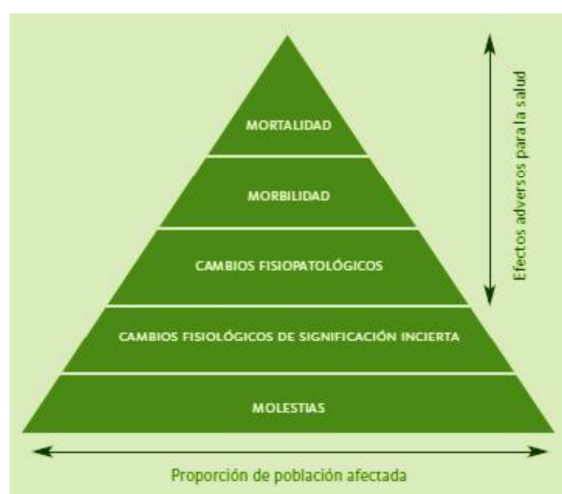 MORTALIDAD
MORBILIDAD
CAMBIOS FISIOPATOLÓGICOS
CAMBIOS FISIOLÓGICOS DE SIGNIFICACIÓN INCIERTA
MOLESTIAS
Efectos adversos para la salud
Proporción de población afectada